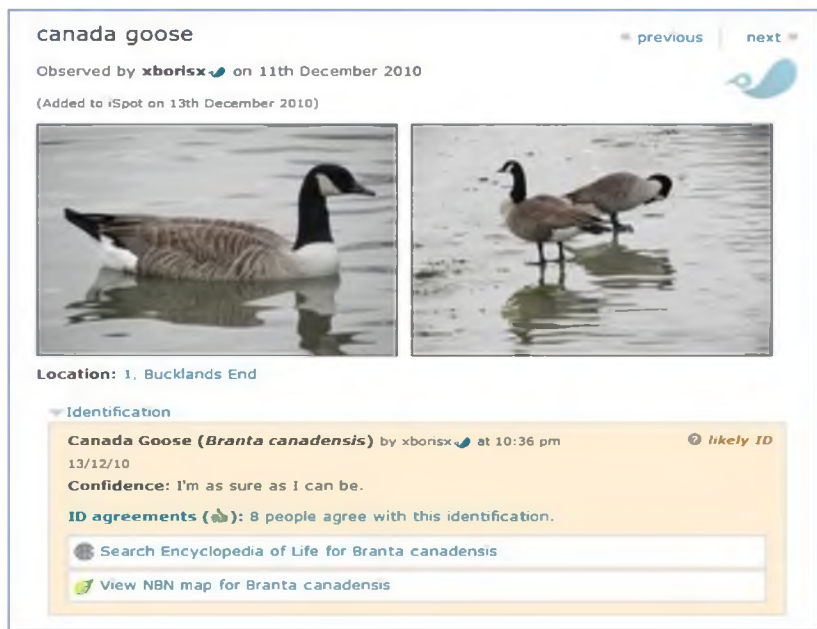 canada goose
previous next
Observed by xborisx on 11th December 2010
(Added to iSpot on 13th December 2010)
Location: 1, Bucklands End
Identification
Canada Goose (Branta canadensis) by xborisx at 10:36 pm
likely ID
13/12/10
Confidence: I'm as sure as I can be.
ID agreements ( ): 8 people agree with this identification.
Search Encyclopedia of Life for Branta canadensis
View NBN map for Branta canadensis